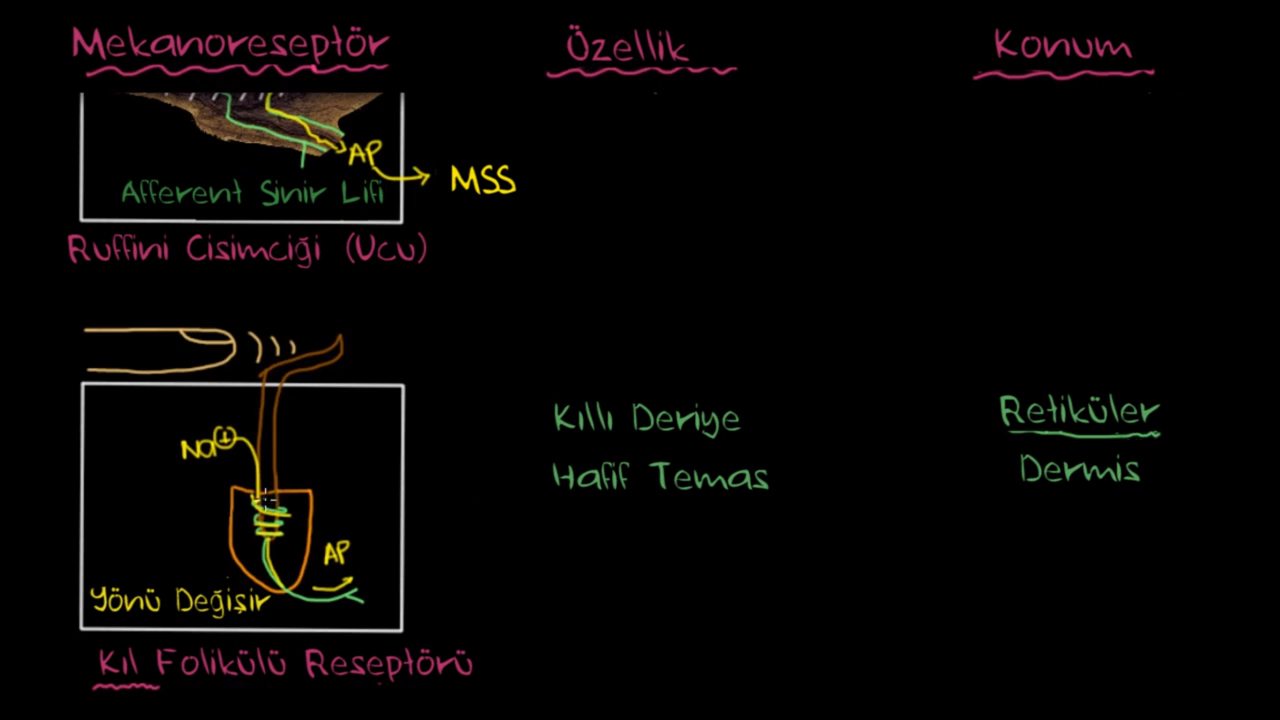 Mekanoreseptör
Özellik
Konum
AP
MSS
Afferent Sinir Lifi
Ruffini Cisimciği (Ucu)
Na+
Kıllı Deriye
Hafif Temas
Retiküler
Dermis
AP
Yönü Değişir
Kıl Folikülü Reseptörü